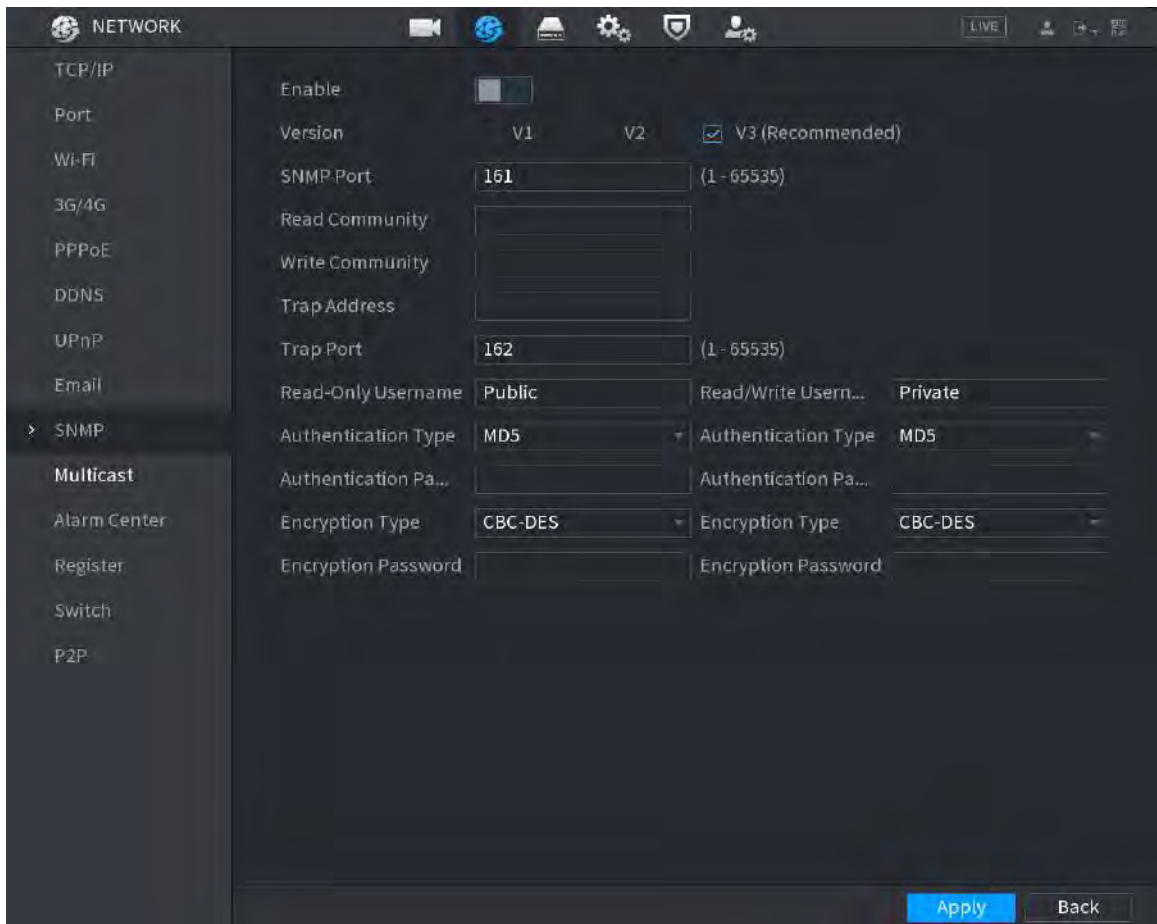 NETWORK
LIVE
TCP/IP
Port
Wi-Fi
3G/4G
PPPoE
DDNS
UPnP
Email
SNMP
Multicast
Alarm Center
Register
Switch
P2P
Enable
Version V1 V2 V3 (Recommended)
SNMP Port 161 (1 - 65535)
Read Community
Write Community
Trap Address
Trap Port 162 (1 - 65535)
Read-Only Username Public Read/Write Usern... Private
Authentication Type MD5 Authentication Type MD5
Authentication Pa... Authentication Pa...
Encryption Type CBC-DES Encryption Type CBC-DES
Encryption Password Encryption Password
Apply Back